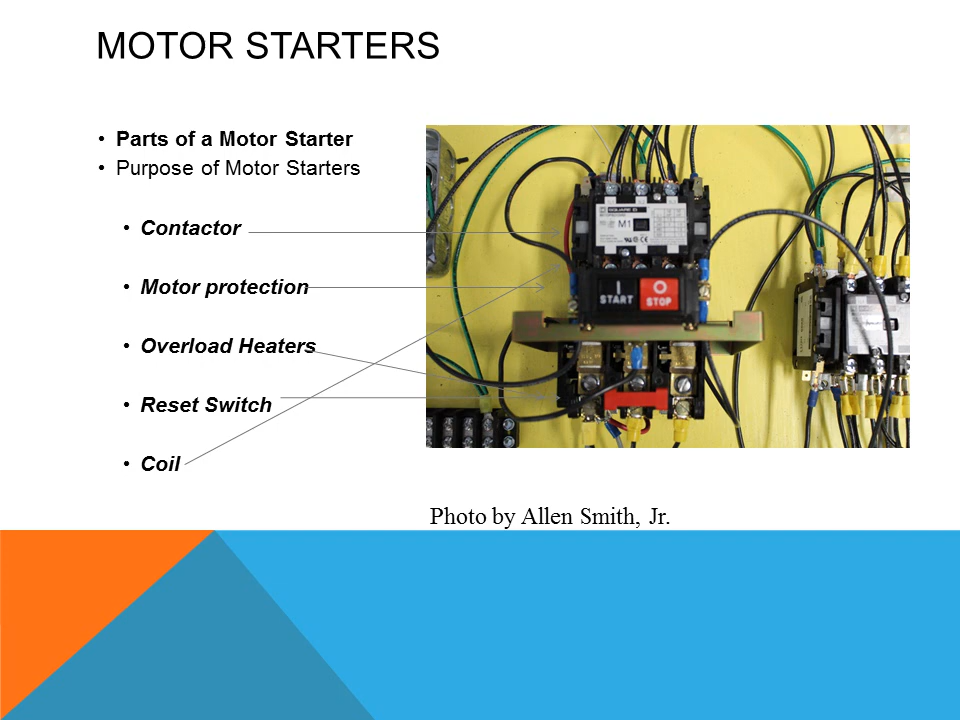 MOTOR STARTERS
• Parts of a Motor Starter
• Purpose of Motor Starters
• Contactor
• Motor protection
• Overload Heaters
• Reset Switch
• Coil
SQUARE D
M1
I O
START STOP
Photo by Allen Smith, Jr.